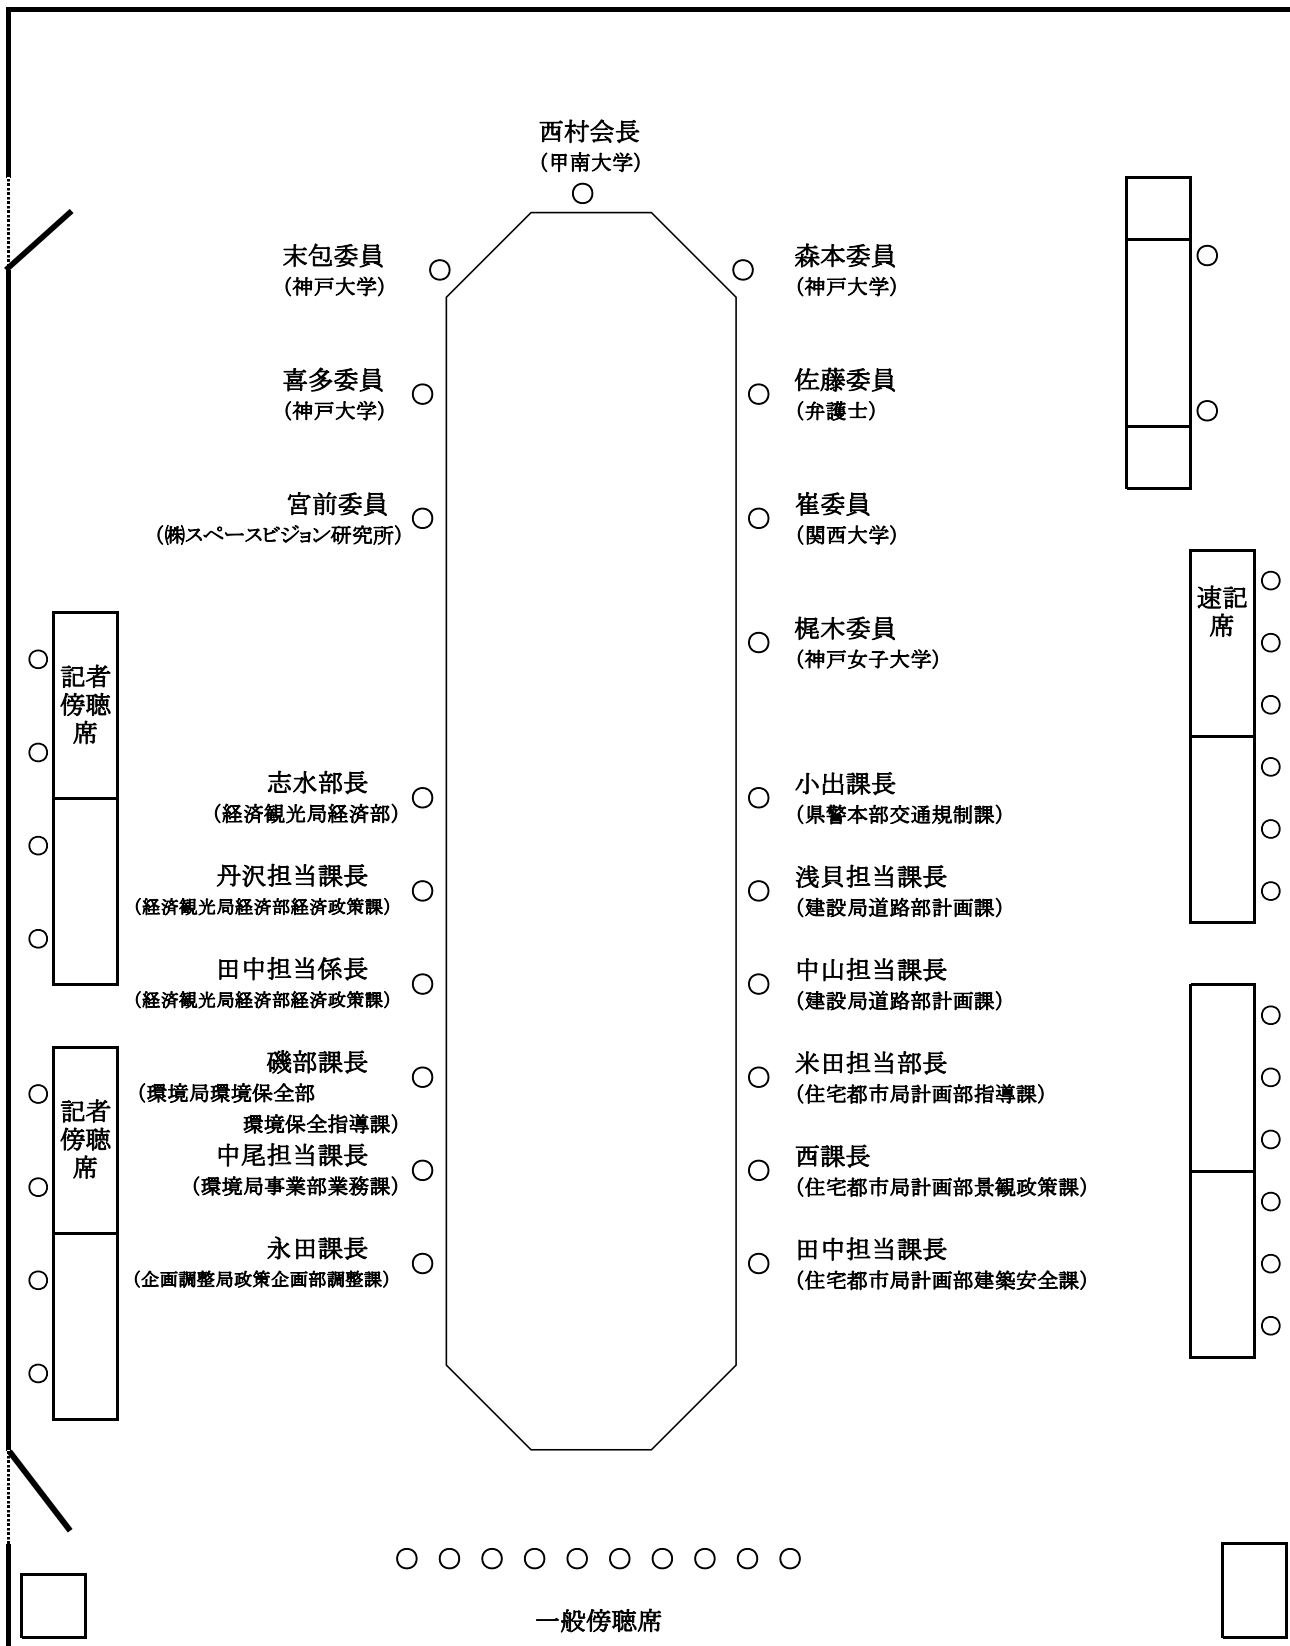 西村会長
（甲南大学）
末包委員
（神戸大学）
喜多委員
（神戸大学）
宮前委員
（㈱スペースビジョン研究所）
森本委員
（神戸大学）
佐藤委員
（弁護士）
崔委員
（関西大学）
梶木委員
（神戸女子大学）
速記
席
記者
傍聴
席
志水部長
（経済観光局経済部）
丹沢担当課長
（経済観光局経済部経済政策課）
田中担当係長
（経済観光局経済部経済政策課）
磯部課長
（環境局環境保全部
環境保全指導課）
中尾担当課長
（環境局事業部業務課）
永田課長
（企画調整局政策企画部調整課）
小出課長
（県警本部交通規制課）
浅貝担当課長
（建設局道路部計画課）
中山担当課長
（建設局道路部計画課）
米田担当部長
（住宅都市局計画部指導課）
西課長
（住宅都市局計画部景観政策課）
田中担当課長
（住宅都市局計画部建築安全課）
記者
傍聴
席
一般傍聴席